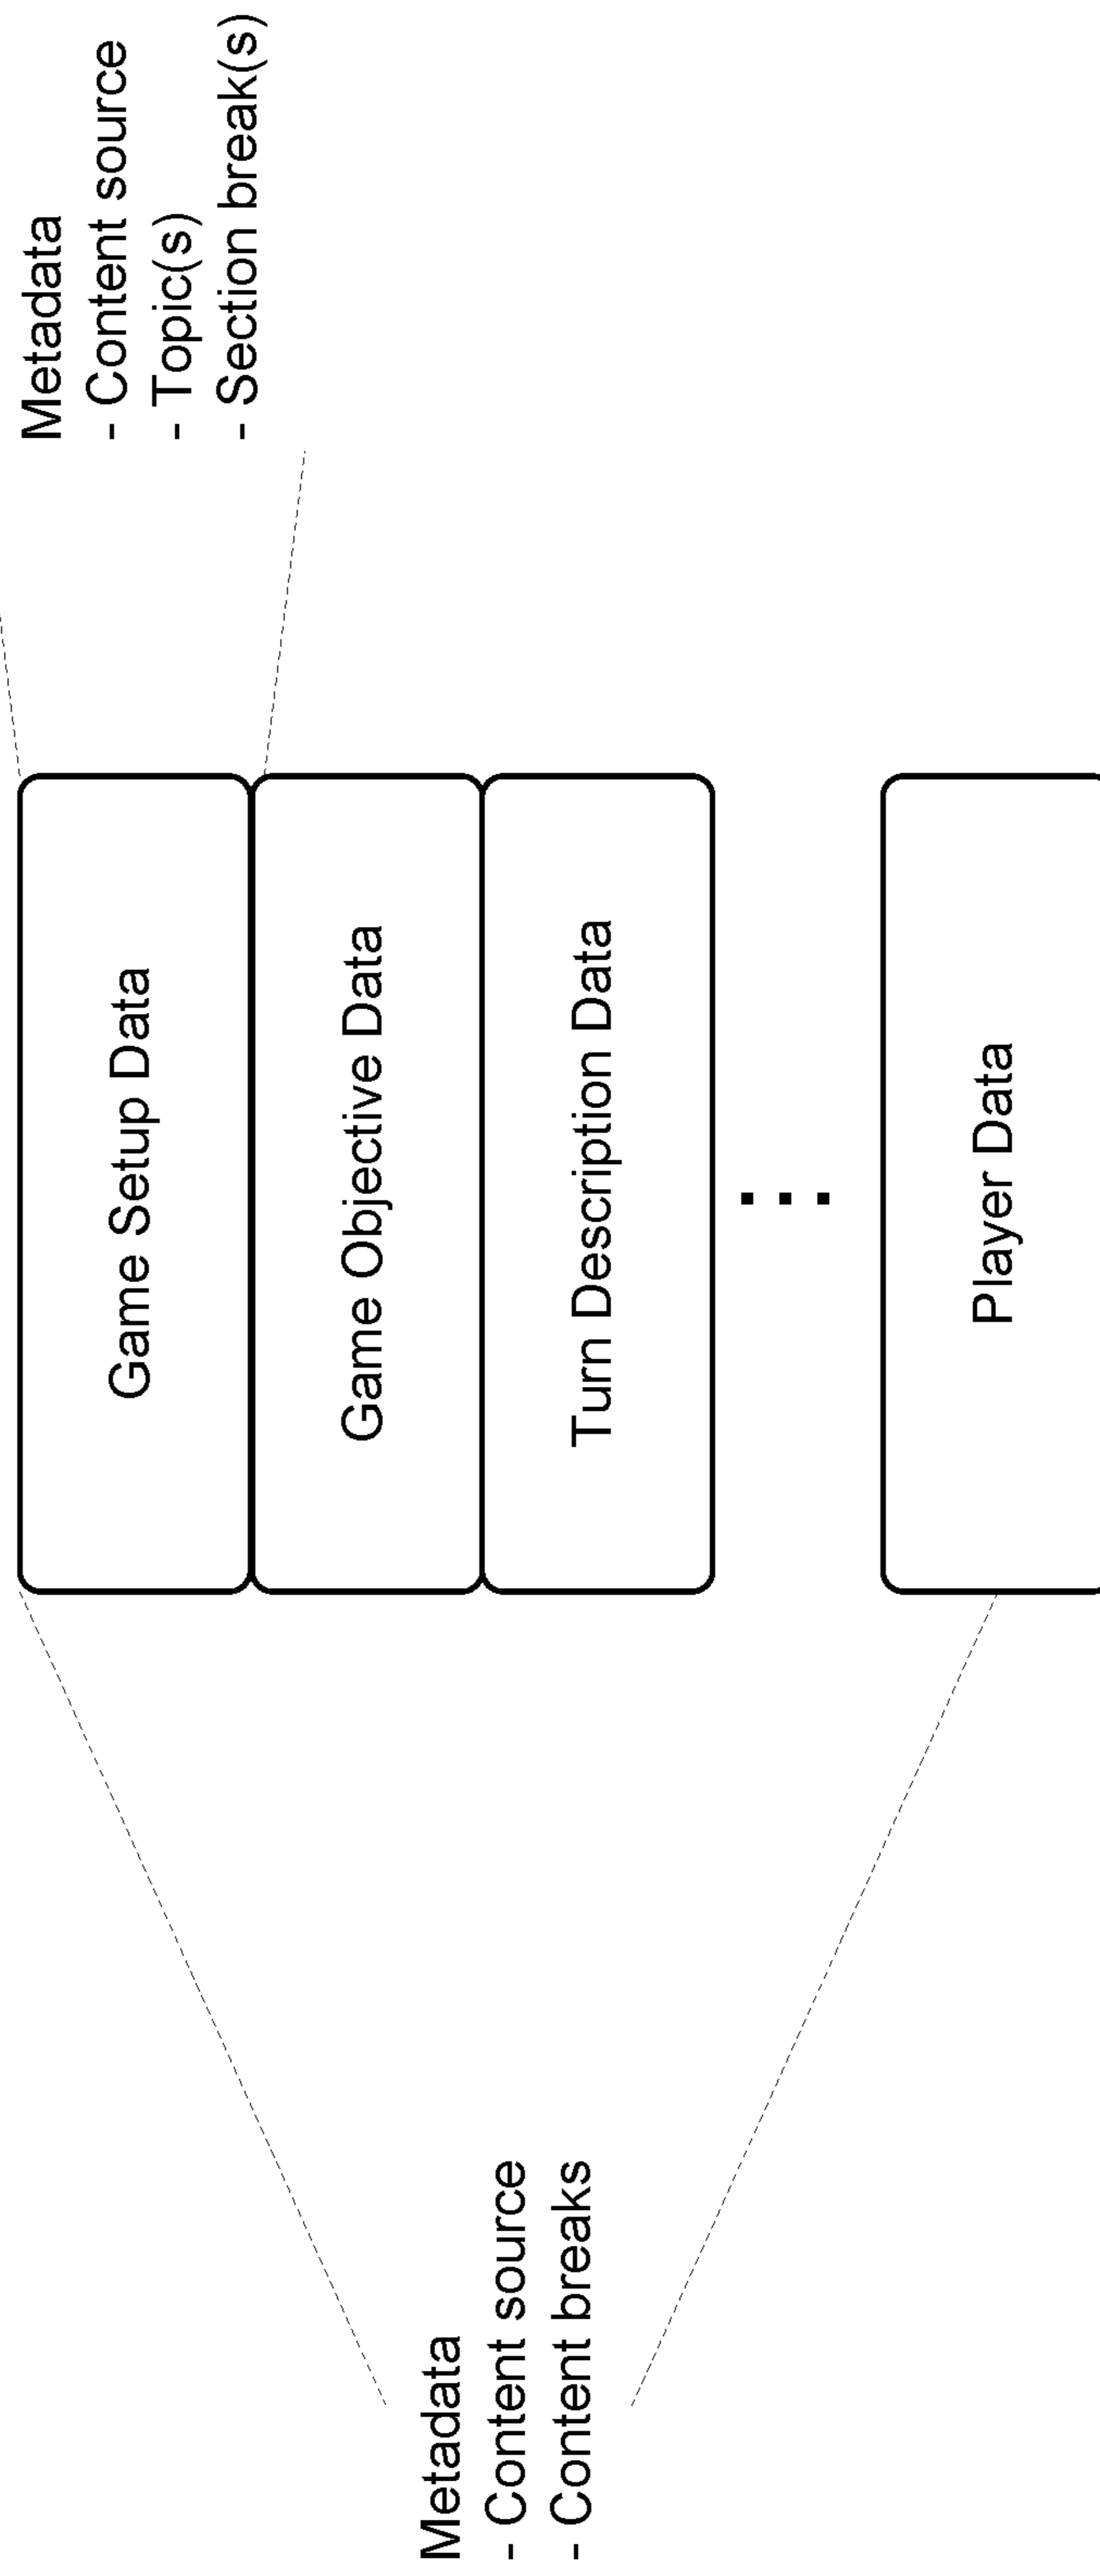 Metadata
- Content source
- Content breaks
Game Setup Data
Game Objective Data
Turn Description Data
Player Data
Metadata
- Content source
- Topic(s)
- Section break(s)